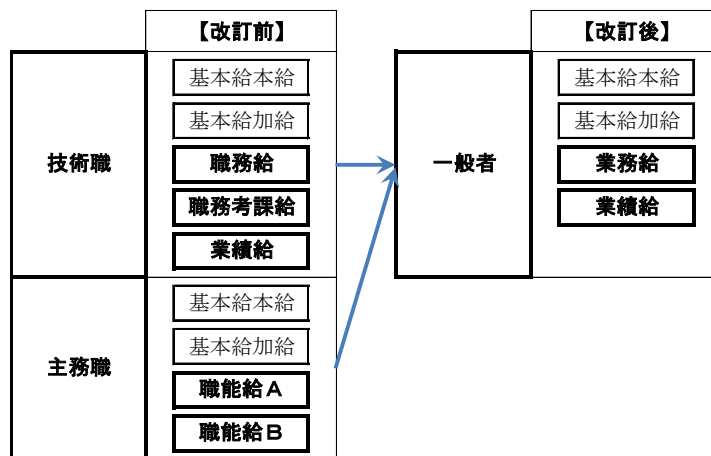 【改訂前】
【改訂後】
技術職
基本給本給
基本給加給
職務給
職務考課給
業績給
一般者
基本給本給
基本給加給
業務給
業績給
主務職
基本給本給
基本給加給
職能給A
職能給B